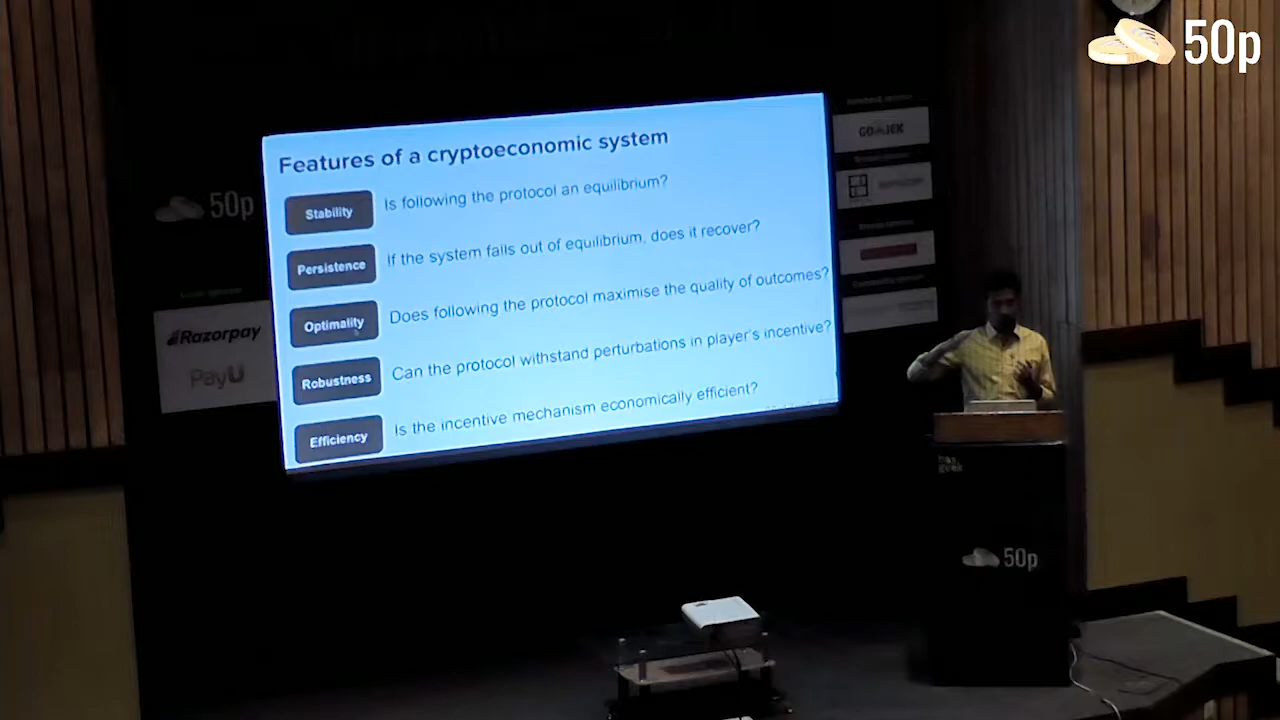 50p
Features of a cryptoeconomic system
Stability
Is following the protocol an equilibrium?
Persistence
If the system falls out of equilibrium, does it recover?
Optimality
Does following the protocol maximise the quality of outcomes?
Robustness
Can the protocol withstand perturbations in player's incentive?
Efficiency
Is the incentive mechanism economically efficient?
50p
Razorpay
PayU
GOJEK
has
geek
50p